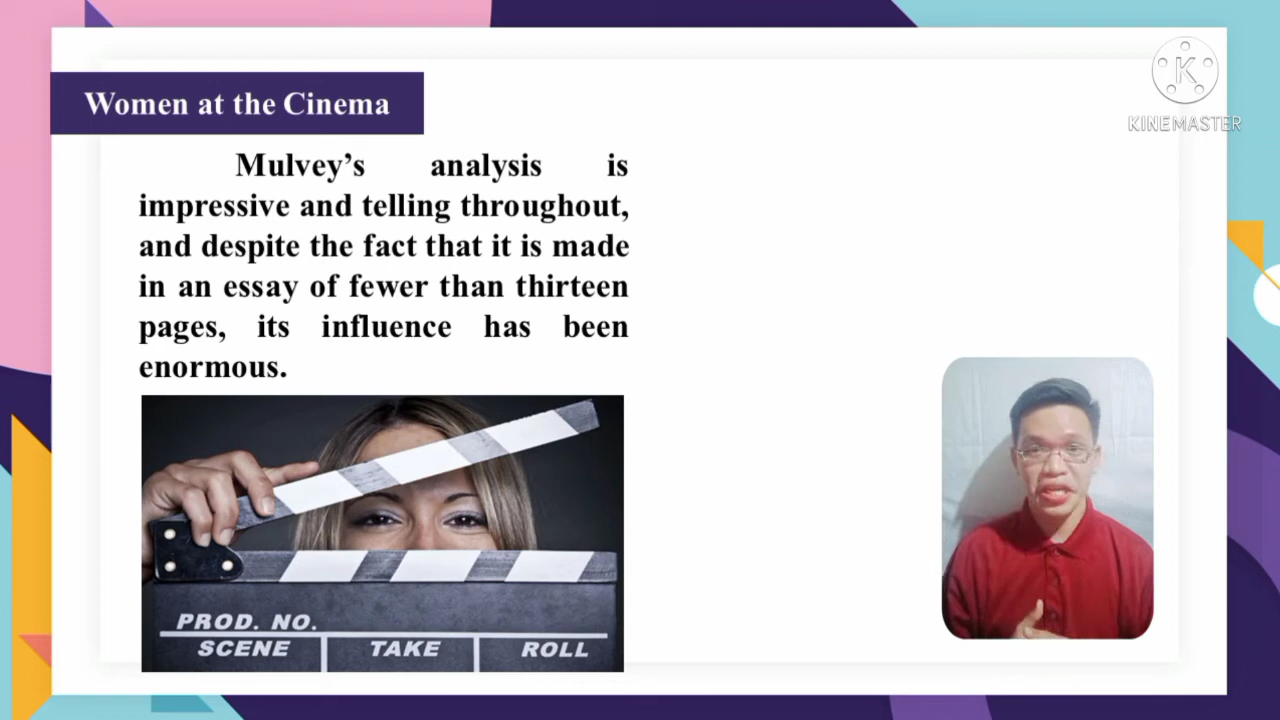 Women at the Cinema
K
KINEMASTER
Mulvey’s analysis is
impressive and telling throughout,
and despite the fact that it is made
in an essay of fewer than thirteen
pages, its influence has been
enormous.
PROD. NO.
SCENE TAKE ROLL